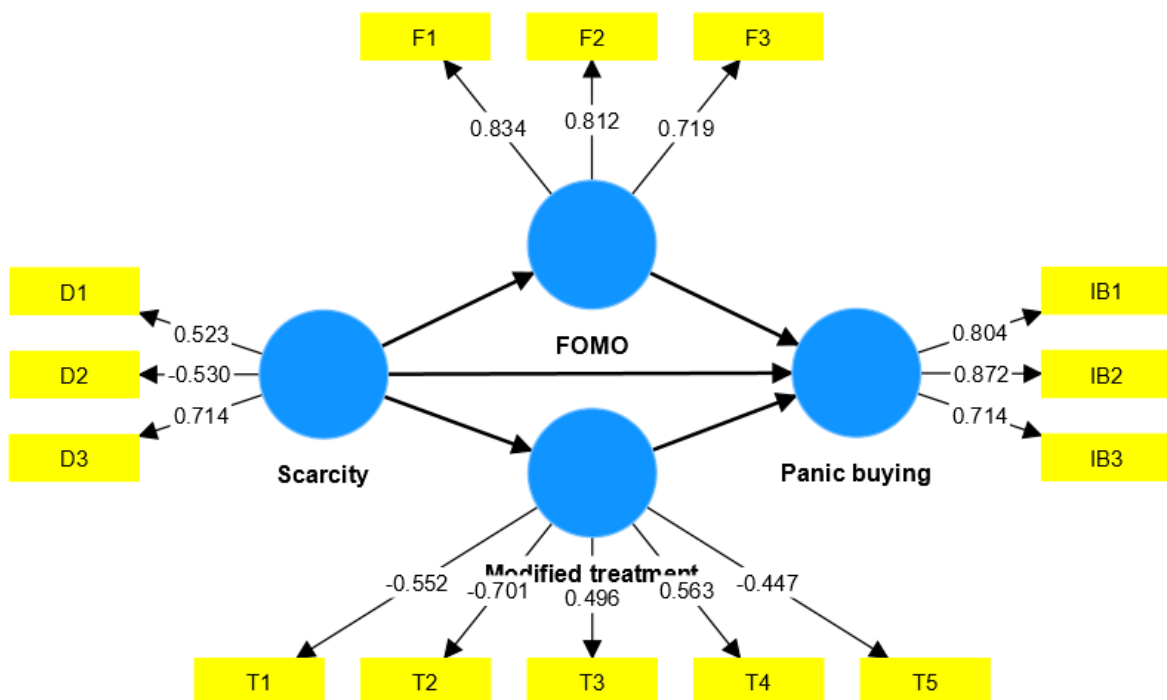 F1
F2
F3
0.834
0.812
0.719
D1
D2
D3
0.523
-0.530
0.714
Scarcity
FOMO
Panic buying
IB1
IB2
IB3
0.804
0.872
0.714
Modified treatment
-0.552
-0.701
0.496
0.563
-0.447
T1
T2
T3
T4
T5